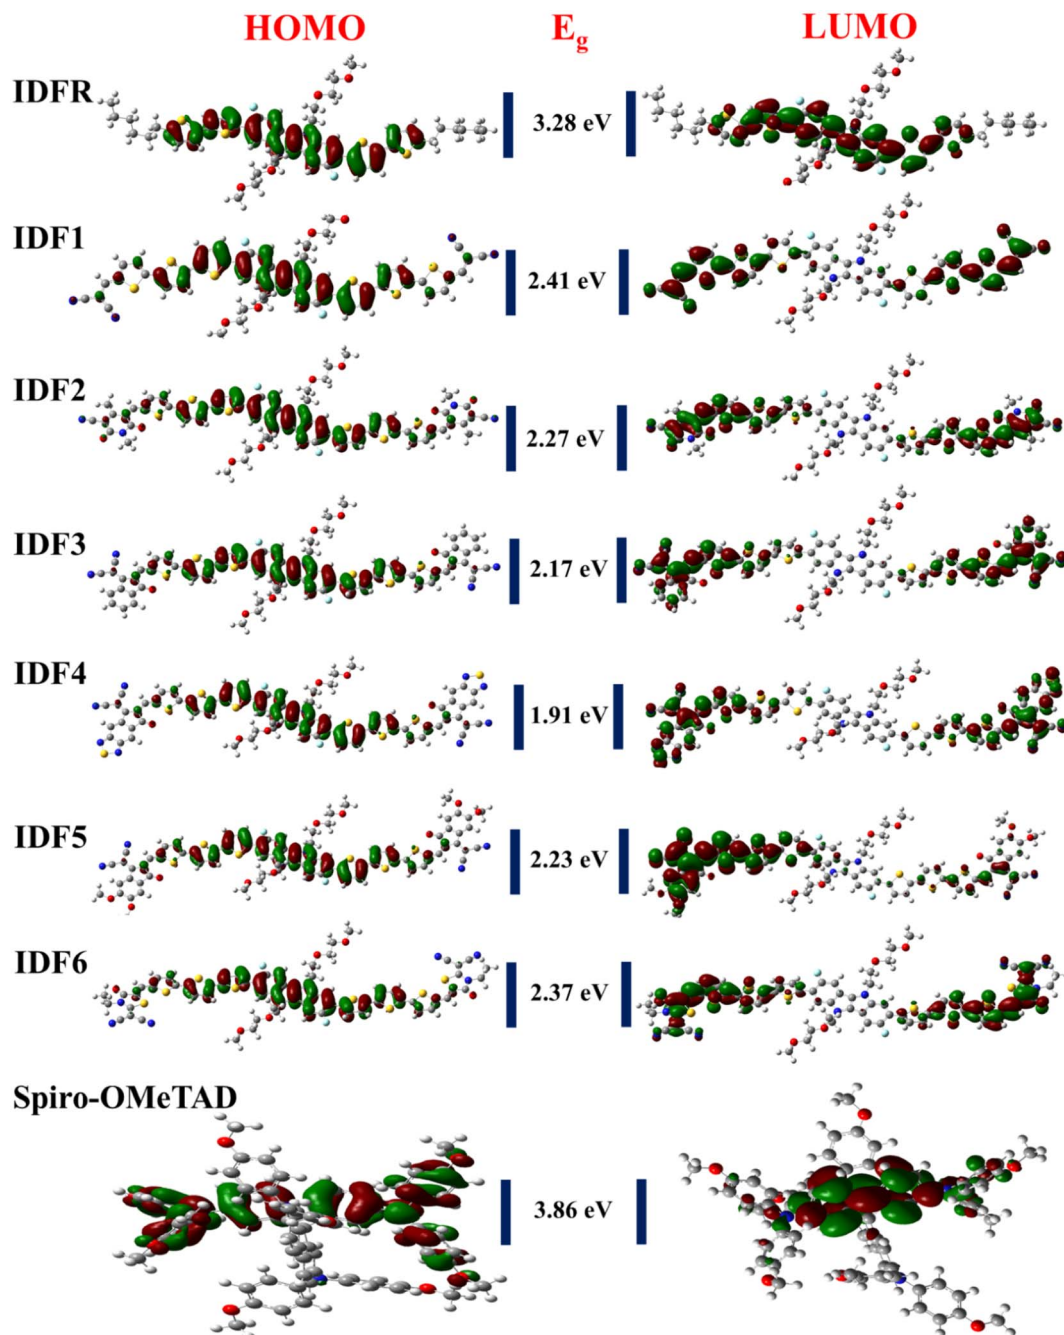 HOMO E_g LUMO
IDFR
3.28 eV
IDF1
2.41 eV
IDF2
2.27 eV
IDF3
2.17 eV
IDF4
1.91 eV
IDF5
2.23 eV
IDF6
2.37 eV
Spiro-OMeTAD
3.86 eV